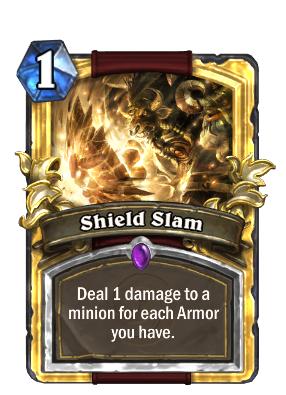 1
Shield Slam
Deal 1 damage to a
minion for each Armor
you have.